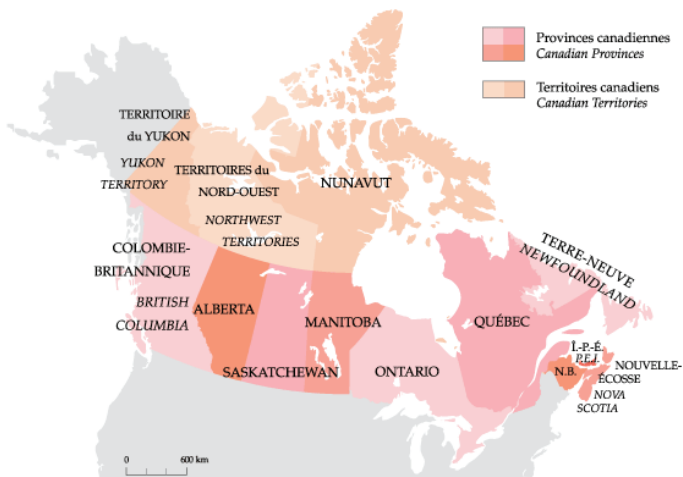 Provinces canadiennes
Canadian Provinces
Territoires canadiens
Canadian Territories
TERRITOIRE
du YUKON
YUKON
TERRITORY
TERRITOIRES du
NORD-OUEST
NORTHWEST
TERRITORIES
NUNAVUT
COLOMBIE-
BRITANNIQUE
BRITISH
COLUMBIA
ALBERTA
SASKATCHEWAN
MANITOBA
ONTARIO
QUÉBEC
TERRE-NEUVE
NEWFOUNDLAND
Î.-P.-É.
P.E.I.
N.B.
NOUVELLE-
ÉCOSSE
NOVA
SCOTIA
0 600 km